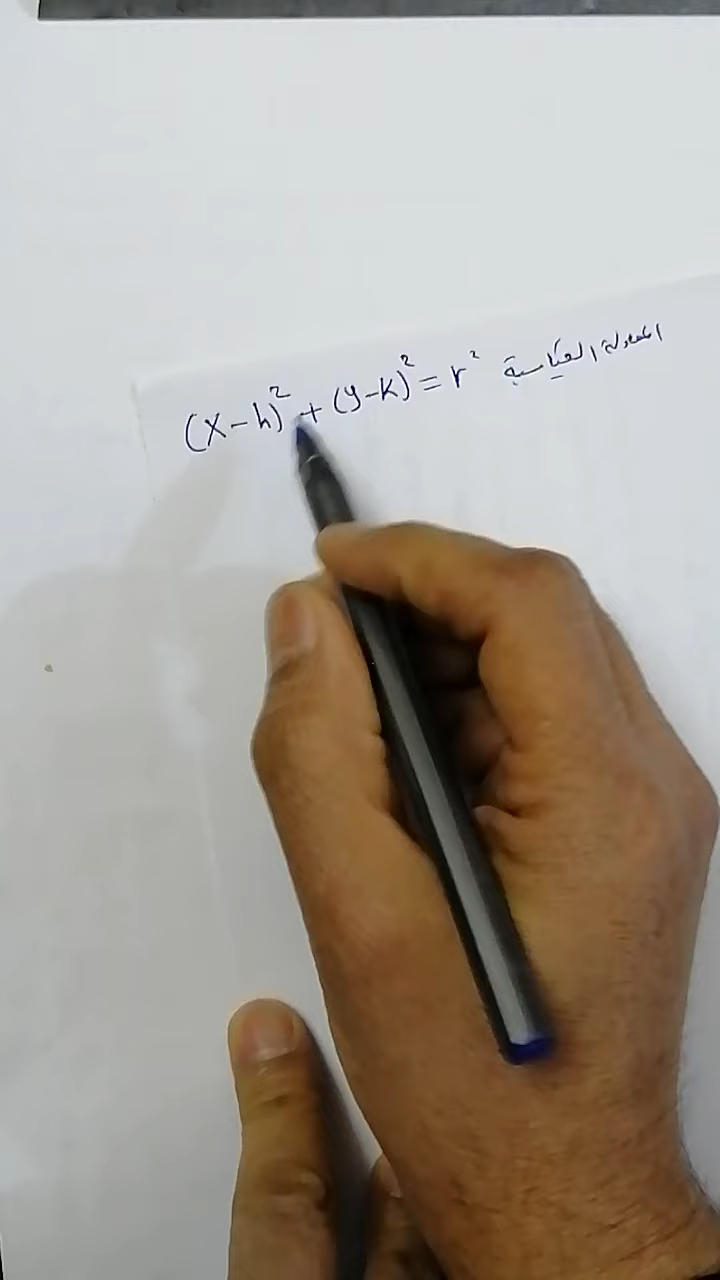 (x-h)² + (y-k)² = r² المعادلة القياسية